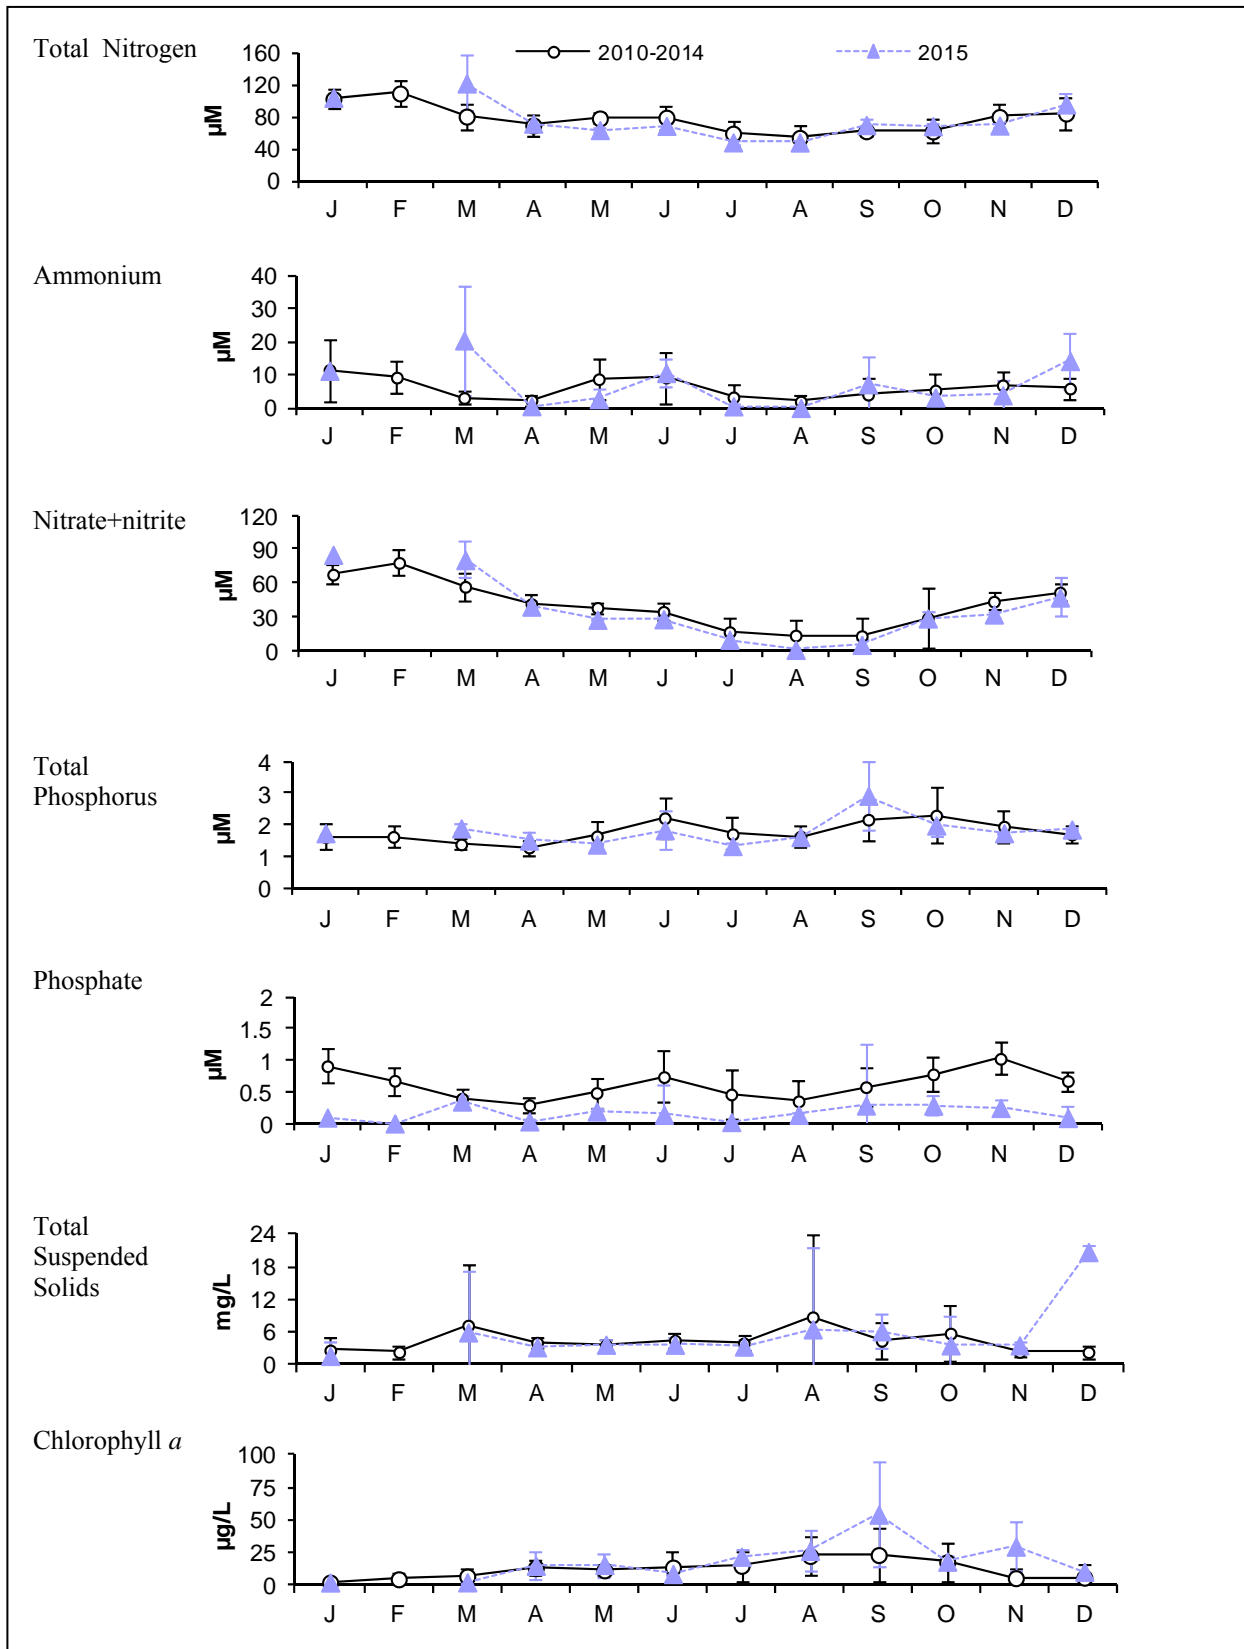 Total Nitrogen
2010-2014
2015
160
120
80
40
0
µM
J F M A M J J A S O N D
Ammonium
40
30
20
10
0
µM
J F M A M J J A S O N D
Nitrate+nitrite
120
90
60
30
0
µM
J F M A M J J A S O N D
Total
Phosphorus
4
3
2
1
0
µM
J F M A M J J A S O N D
Phosphate
2
1.5
1
0.5
0
µM
J F M A M J J A S O N D
Total
Suspended
Solids
24
18
12
6
0
mg/L
J F M A M J J A S O N D
Chlorophyll a
100
75
50
25
0
µg/L
J F M A M J J A S O N D